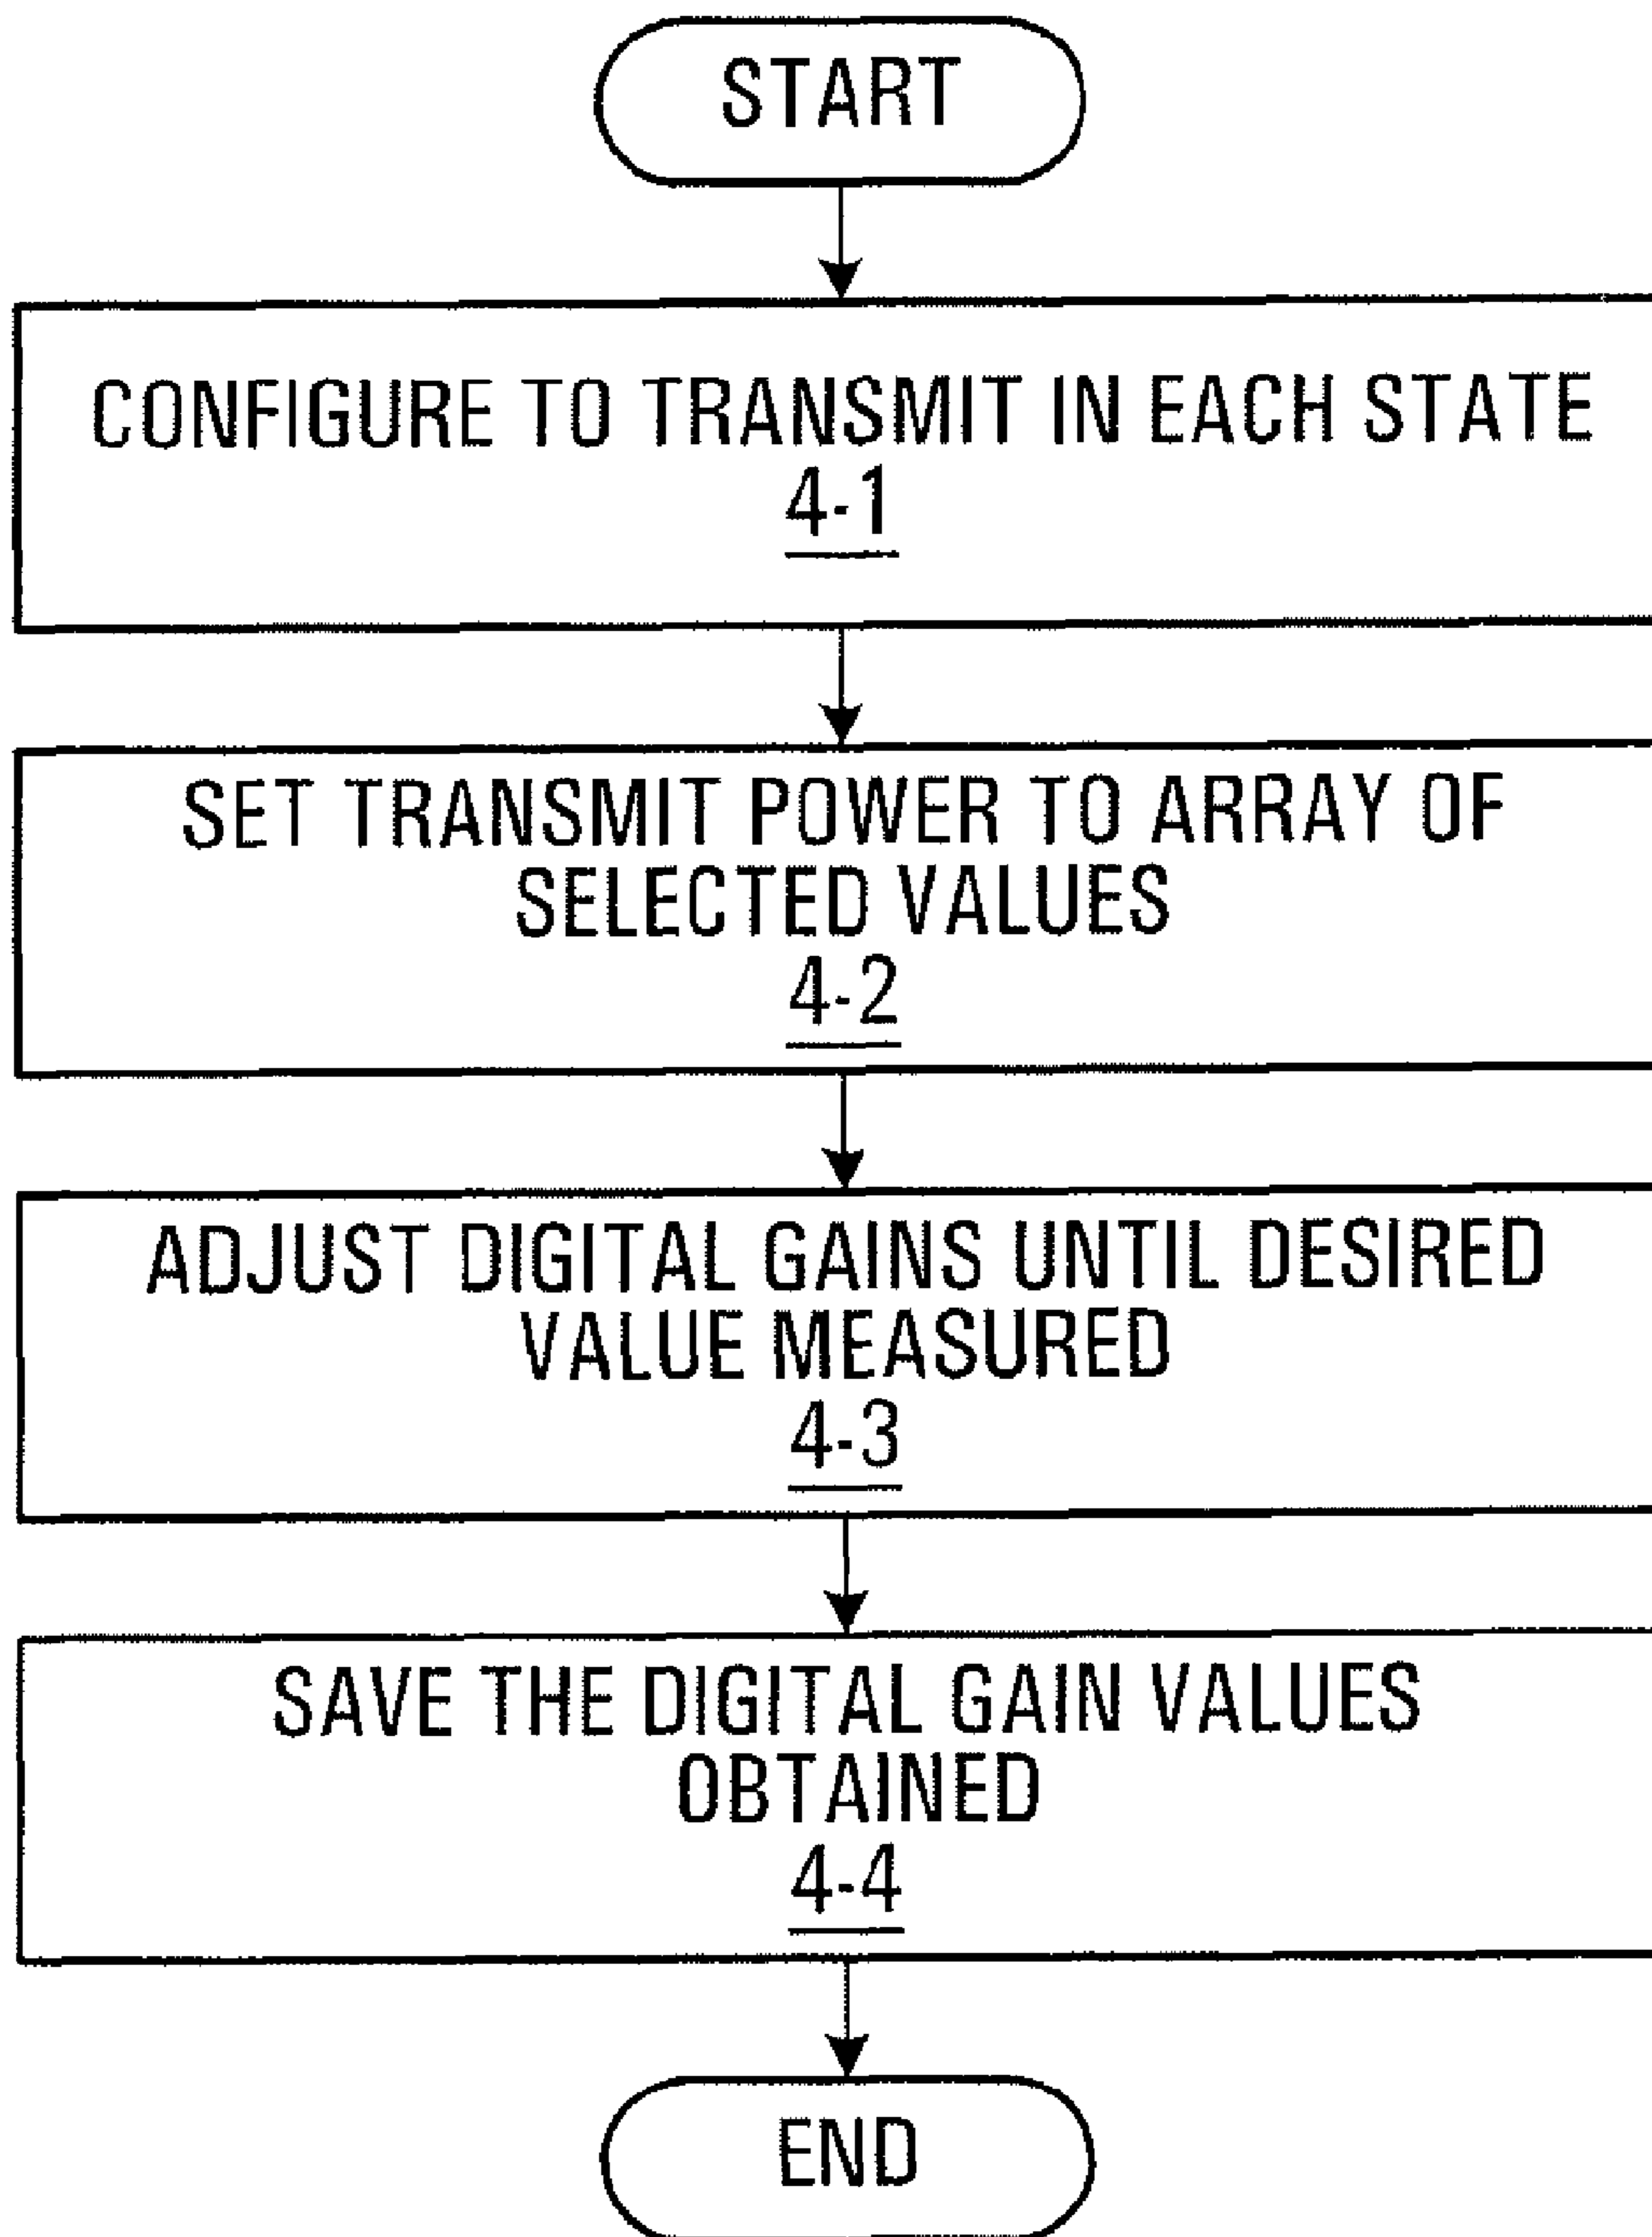 START
CONFIGURE TO TRANSMIT IN EACH STATE
4-1
SET TRANSMIT POWER TO ARRAY OF
SELECTED VALUES
4-2
ADJUST DIGITAL GAINS UNTIL DESIRED
VALUE MEASURED
4-3
SAVE THE DIGITAL GAIN VALUES
OBTAINED
4-4
END